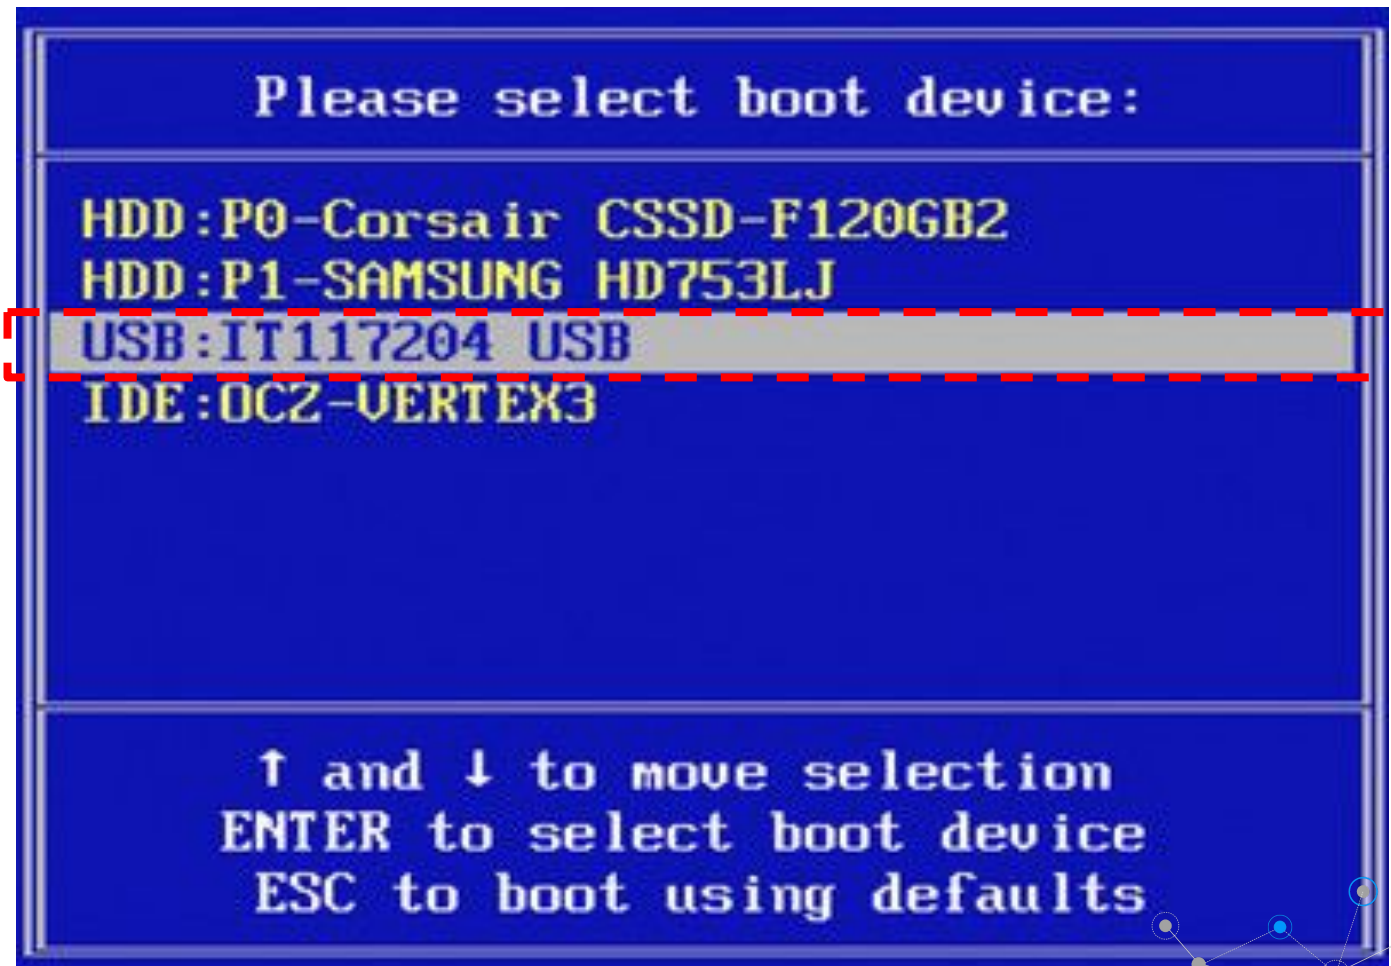 Please select boot device:
HDD:P0-Corsair CSSD-F120GB2
HDD:P1-SAMSUNG HD753LJ
USB:IT117204 USB
IDE:OCZ-VERTEX3
↑ and ↓ to move selection
ENTER to select boot device
ESC to boot using defaults